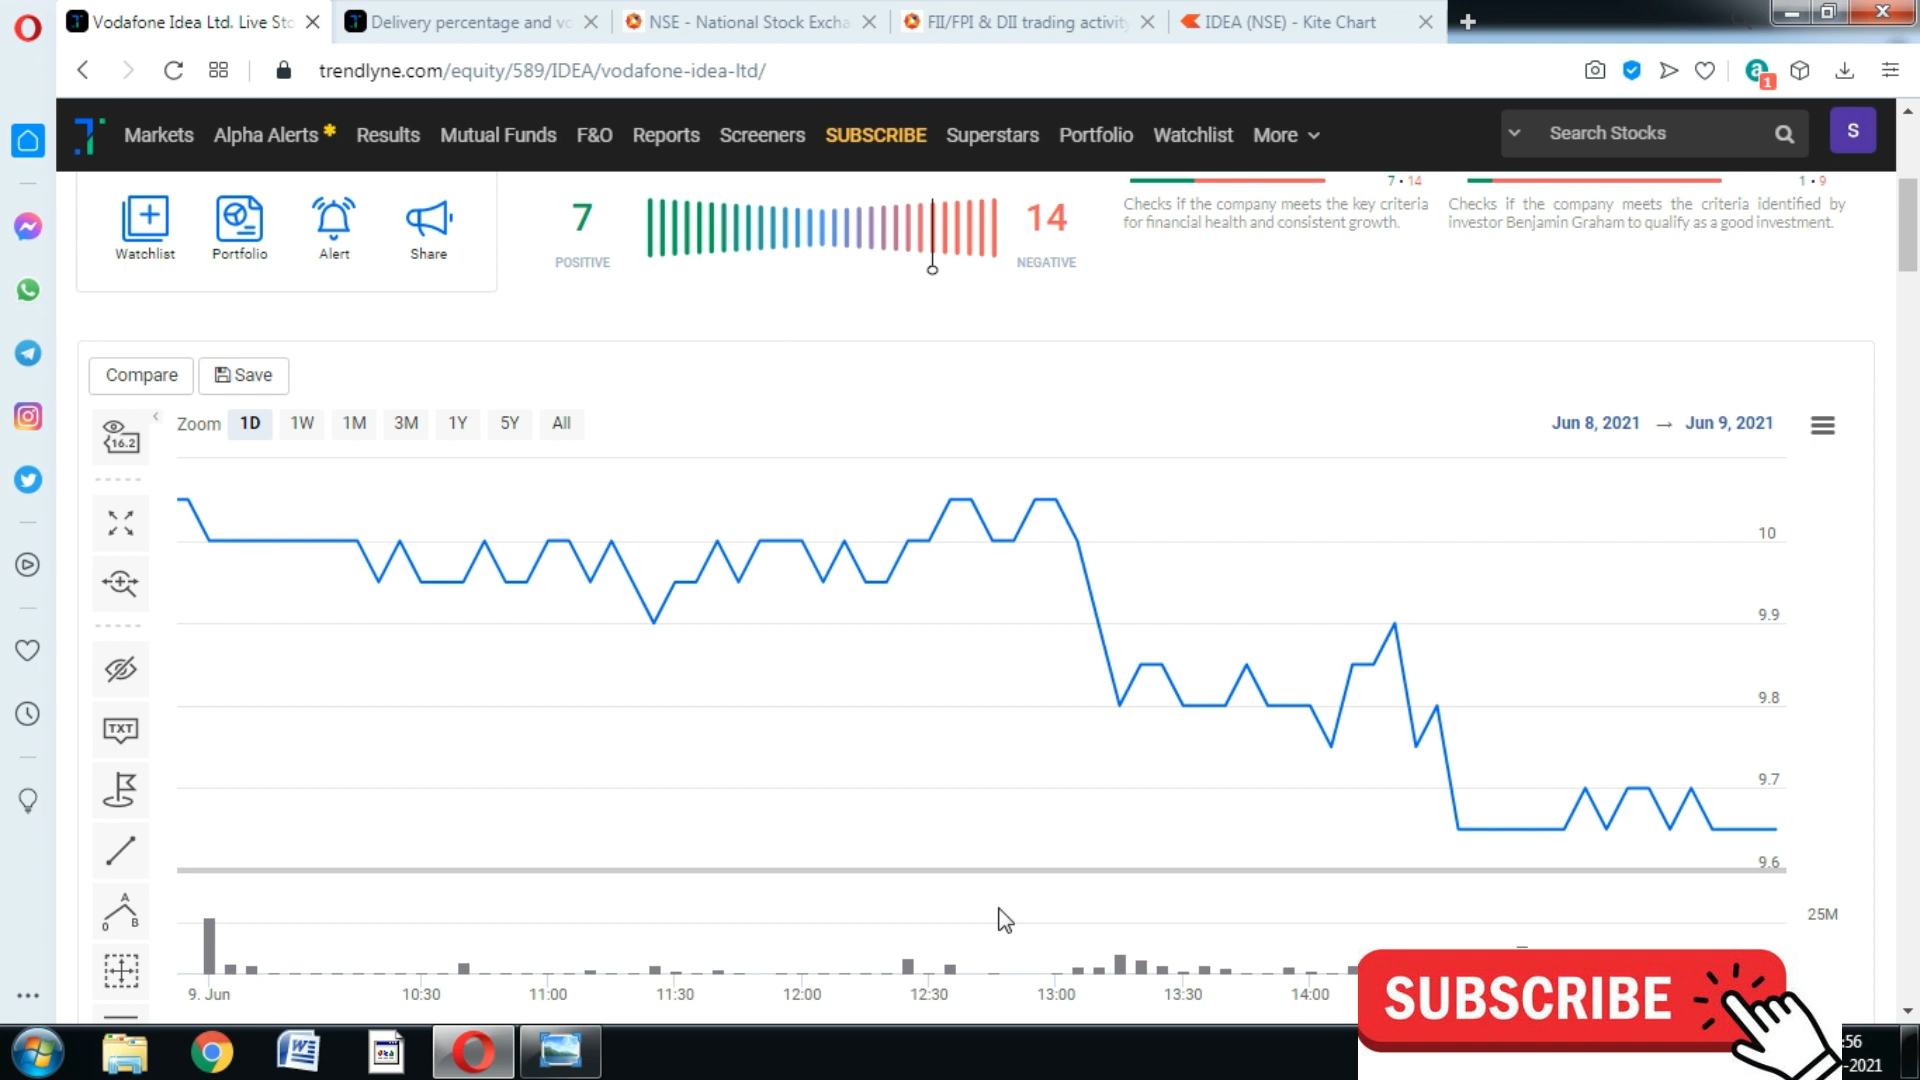 Vodafone Idea Ltd. Live Sto
Delivery percentage and vo
NSE - National Stock Excha
FII/FPI & DII trading activity
IDEA (NSE) - Kite Chart
trendlyne.com/equity/589/IDEA/vodafone-idea-ltd/
1
Markets Alpha Alerts Results Mutual Funds F&O Reports Screeners SUBSCRIBE Superstars Portfolio Watchlist More
Search Stocks
S
7 • 14
1 • 9
Checks if the company meets the key criteria
for financial health and consistent growth.
Checks if the company meets the criteria identified by
investor Benjamin Graham to qualify as a good investment.
7
POSITIVE
14
NEGATIVE
Watchlist
Portfolio
Alert
Share
Compare
Save
Zoom 1D 1W 1M 3M 1Y 5Y All
Jun 8, 2021 → Jun 9, 2021
16.2
TXT
A
0 B
10
9.9
9.8
9.7
9.6
25M
9. Jun 10:30 11:00 11:30 12:00 12:30 13:00 13:30 14:00
SUBSCRIBE
:56
-2021